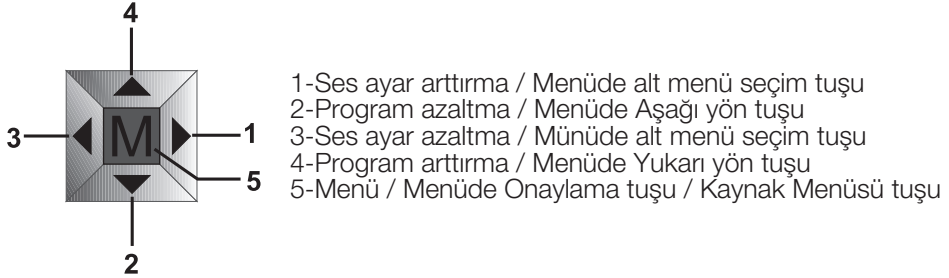 4
3
M
1
5
2
1-Ses ayar arttırma / Menüde alt menü seçim tuşu
2-Program azaltma / Menüde Aşağı yön tuşu
3-Ses ayar azaltma / Münüde alt menü seçim tuşu
4-Program arttırma / Menüde Yukarı yön tuşu
5-Menü / Menüde Onaylama tuşu / Kaynak Menüsü tuşu